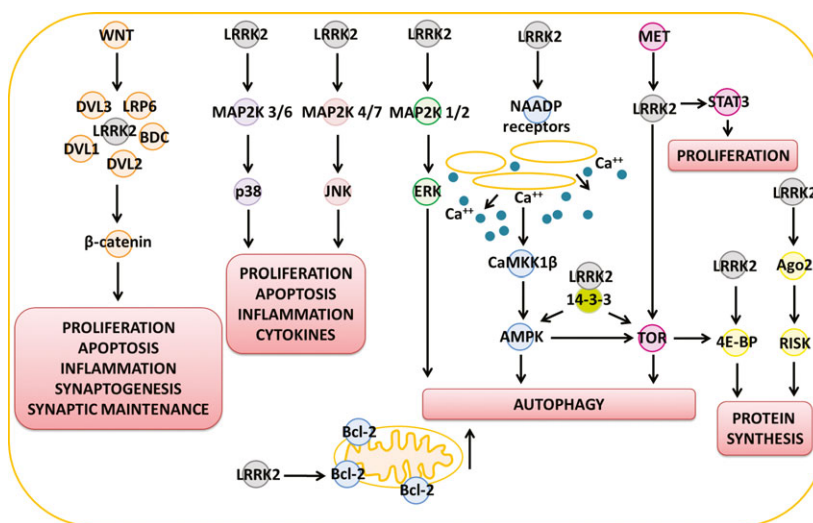 WNT
DVL3
LRP6
LRRK2
BDC
DVL1
DVL2
β-catenin
PROLIFERATION
APOPTOSIS
INFLAMMATION
SYNAPTOGENESIS
SYNAPTIC MAINTENANCE
LRRK2
MAP2K 3/6
p38
LRRK2
MAP2K 4/7
JNK
PROLIFERATION
APOPTOSIS
INFLAMMATION
CYTOKINES
LRRK2
MAP2K 1/2
ERK
LRRK2
NAADP
receptors
Ca++
Ca++
Ca++
CaMKK1β
LRRK2
14-3-3
AMPK
MET
LRRK2
STAT3
PROLIFERATION
TOR
AUTOPHAGY
LRRK2
4E-BP
LRRK2
Ago2
RISK
PROTEIN
SYNTHESIS
LRRK2
Bcl-2
Bcl-2
Bcl-2